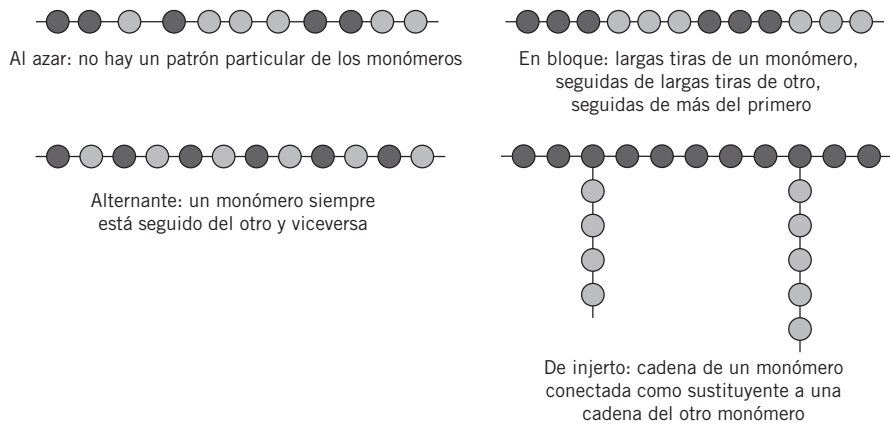 Al azar: no hay un patrón particular de los monómeros
En bloque: largas tiras de un monómero,
seguidas de largas tiras de otro,
seguidas de más del primero
Alternante: un monómero siempre
está seguido del otro y viceversa
De injerto: cadena de un monómero
conectada como sustituyente a una
cadena del otro monómero